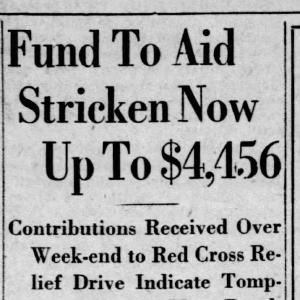 Fund To Aid
Stricken Now
Up To $4,456
Contributions Received Over
Week-end to Red Cross Re-
lief Drive Indicate Tomp-